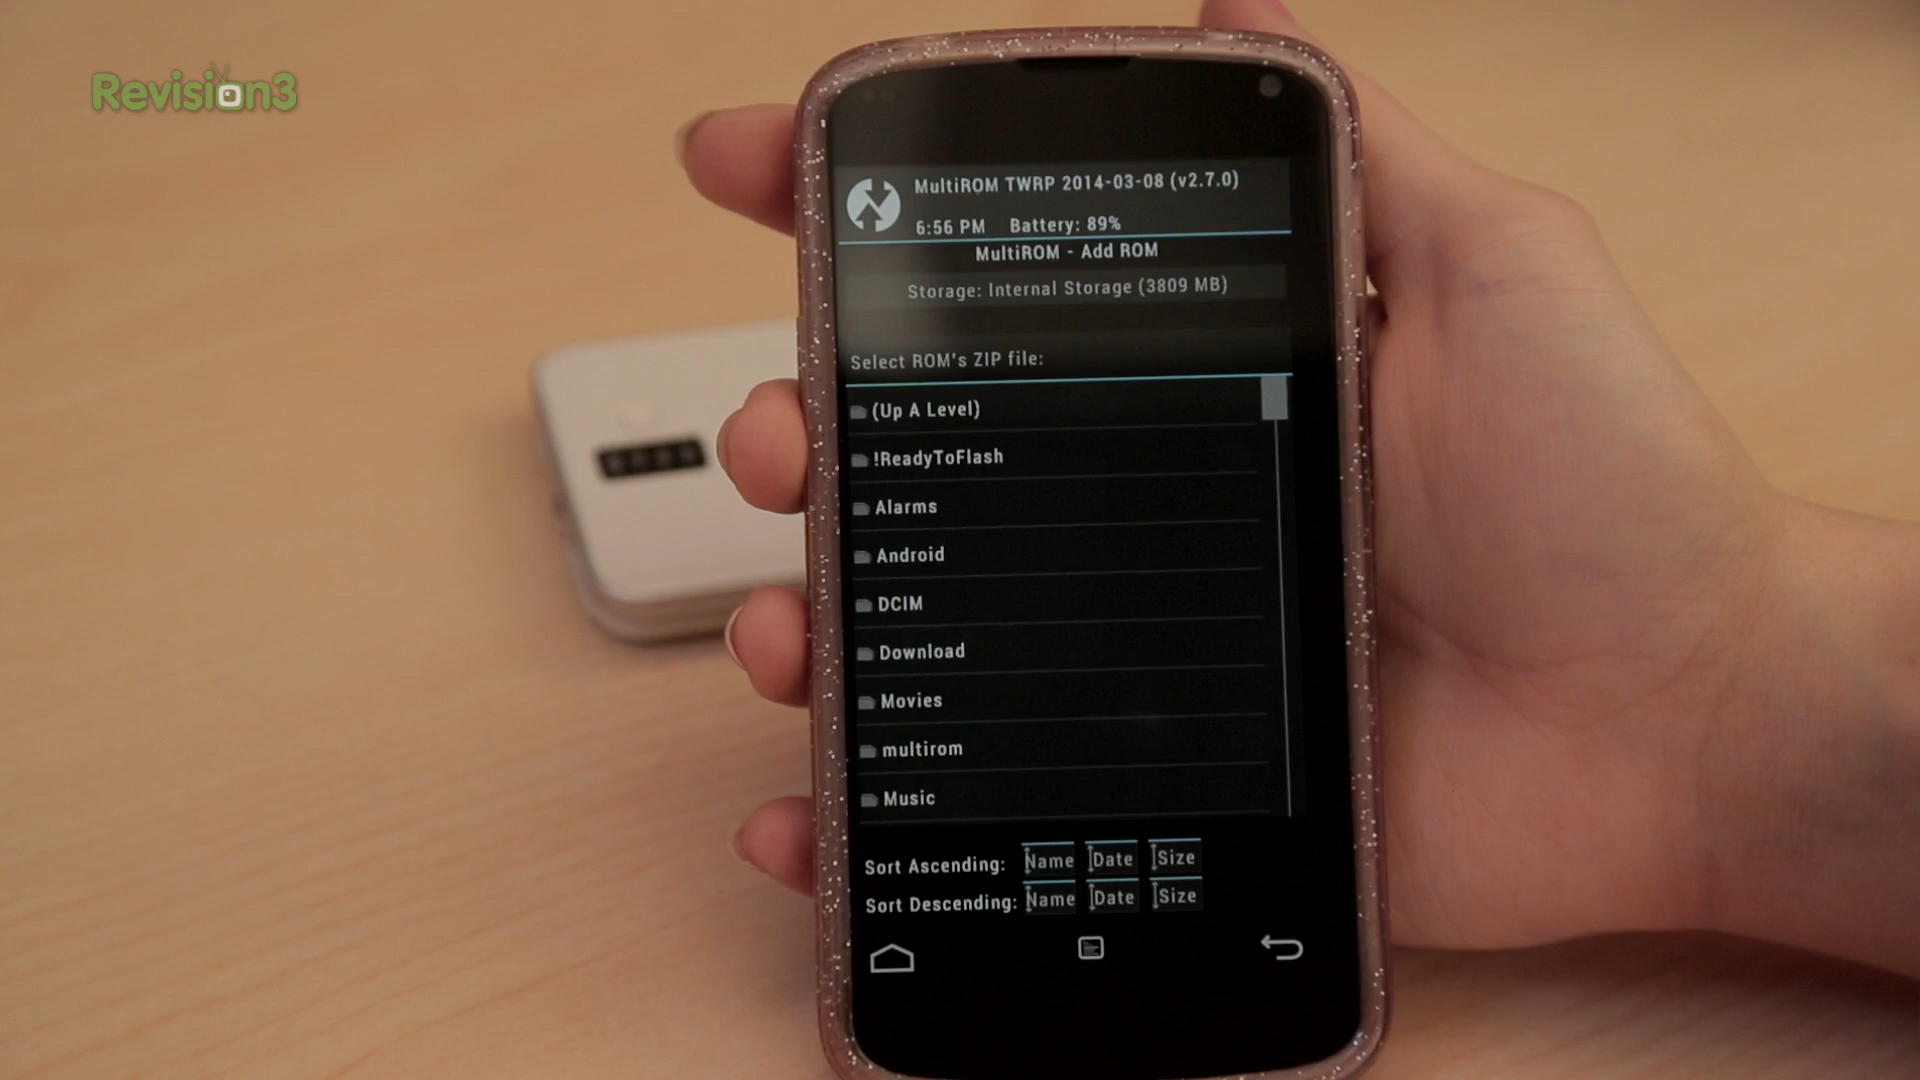 Revision3
MultiROM TWRP 2014-03-08 (v2.7.0)
6:56 PM Battery: 89%
MultiROM - Add ROM
Storage: Internal Storage (3809 MB)
Select ROM's ZIP file:
(Up A Level)
!ReadyToFlash
Alarms
Android
DCIM
Download
Movies
multirom
Music
Sort Ascending: Name Date Size
Sort Descending: Name Date Size